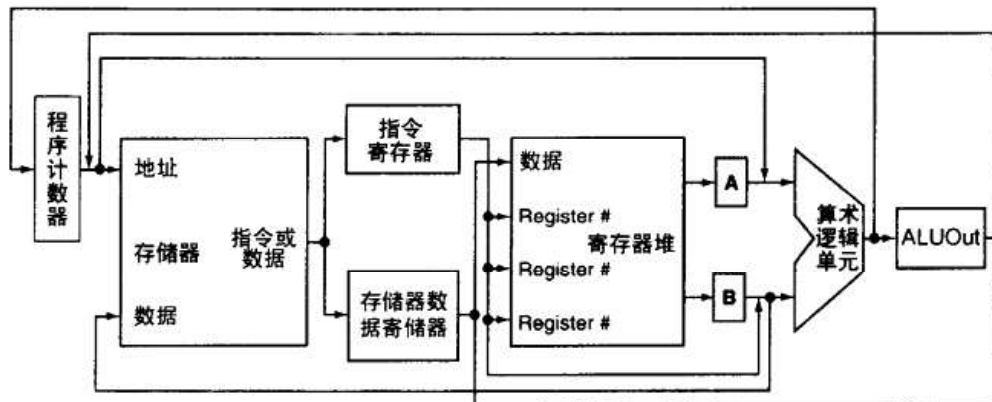 程
序
计
数
器
地址
存储器
指令或
数据
数据
指令
寄存器
存储器数
据寄储器
数据
Register #
寄存器堆
Register #
Register #
A
B
算术
逻辑
单元
ALUOut